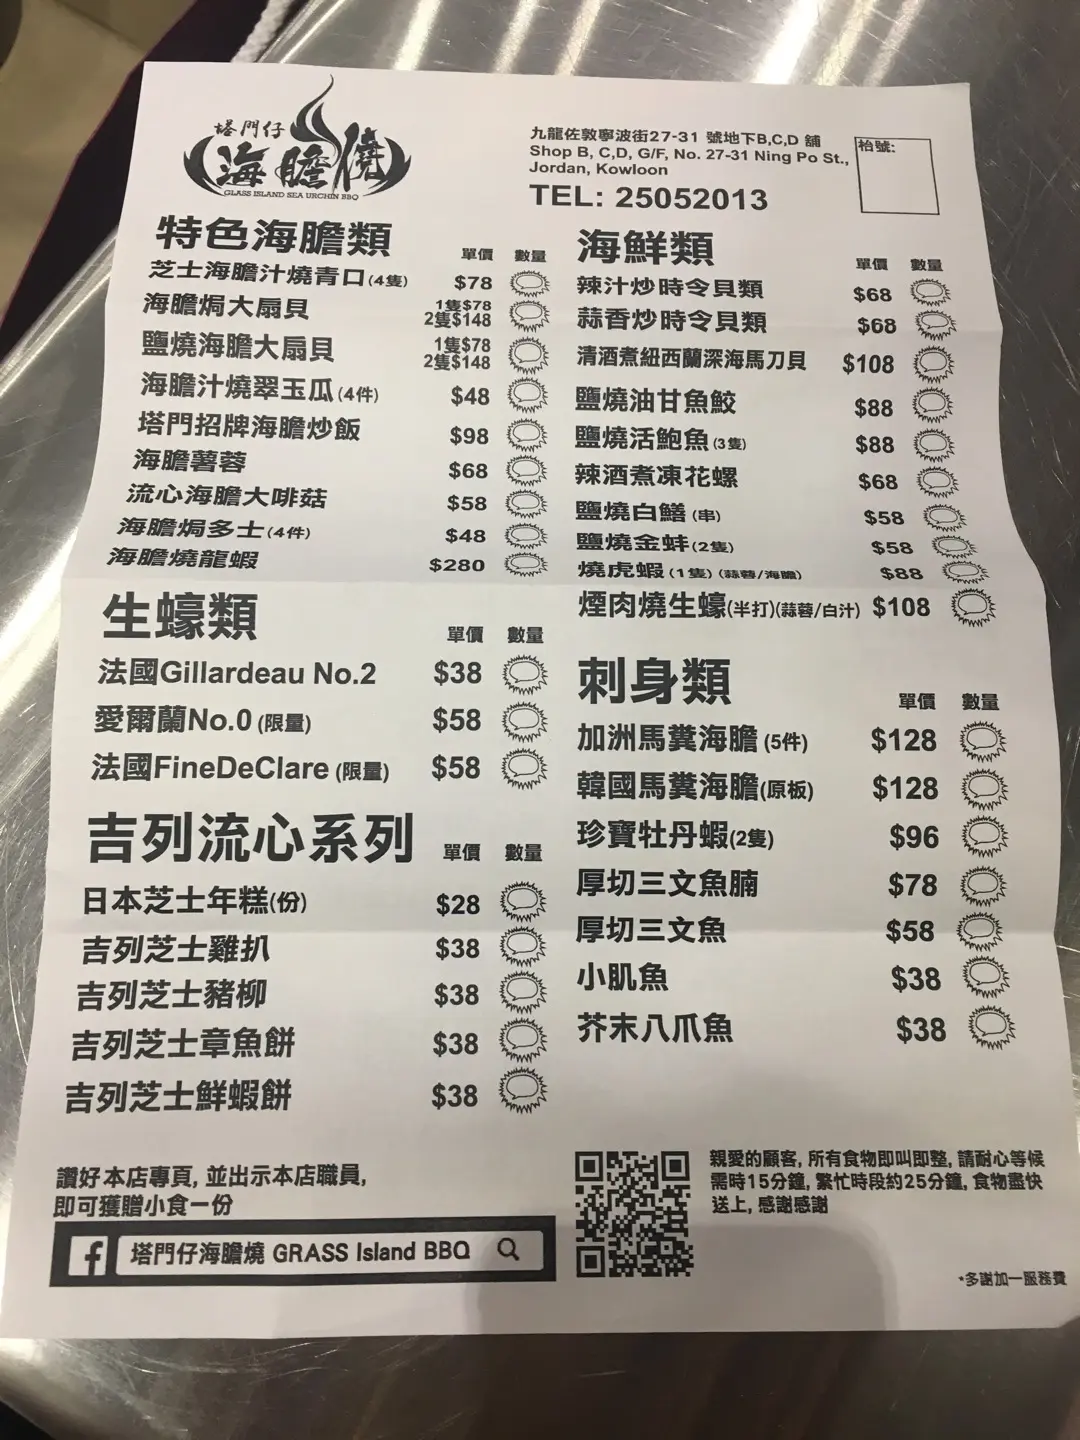 塔門仔
海膽燒
GLASS ISLAND SEA URCHIN BBQ
九龍佐敦寧波街27-31 號地下B,C,D 舖
Shop B, C,D, G/F, No. 27-31 Ning Po St.,
Jordan, Kowloon
TEL: 25052013
枱號:
特色海膽類 單價 數量
芝士海膽汁燒青口(4隻) $78
海膽焗大扇貝 1隻$78
2隻$148
鹽燒海膽大扇貝 1隻$78
2隻$148
海膽汁燒翠玉瓜(4件) $48
塔門招牌海膽炒飯 $98
海膽薯蓉 $68
流心海膽大啡菇 $58
海膽焗多士(4件) $48
海膽燒龍蝦 $280
生蠔類 單價 數量
法國Gillardeau No.2 $38
愛爾蘭No.0 (限量) $58
法國FineDeClare (限量) $58
吉列流心系列 單價 數量
日本芝士年糕(份) $28
吉列芝士雞扒 $38
吉列芝士豬柳 $38
吉列芝士章魚餅 $38
吉列芝士鮮蝦餅 $38
海鮮類 單價 數量
辣汁炒時令貝類 $68
蒜香炒時令貝類 $68
清酒煮紐西蘭深海馬刀貝 $108
鹽燒油甘魚鮫 $88
鹽燒活鮑魚(3隻) $88
辣酒煮凍花螺 $68
鹽燒白鱔 (串) $58
鹽燒金蚌(2隻) $58
燒虎蝦 (1隻) (蒜蓉/海膽) $88
煙肉燒生蠔(半打)(蒜蓉/白汁) $108
刺身類 單價 數量
加洲馬糞海膽 (5件) $128
韓國馬糞海膽(原板) $128
珍寶牡丹蝦(2隻) $96
厚切三文魚腩 $78
厚切三文魚 $58
小肌魚 $38
芥末八爪魚 $38
讚好本店專頁, 並出示本店職員,
即可獲贈小食一份
f 塔門仔海膽燒 GRASS Island BBQ
親愛的顧客, 所有食物即叫即整, 請耐心等候
需時15分鐘, 繁忙時段約25分鐘, 食物盡快
送上, 感謝感謝
*多謝加一服務費